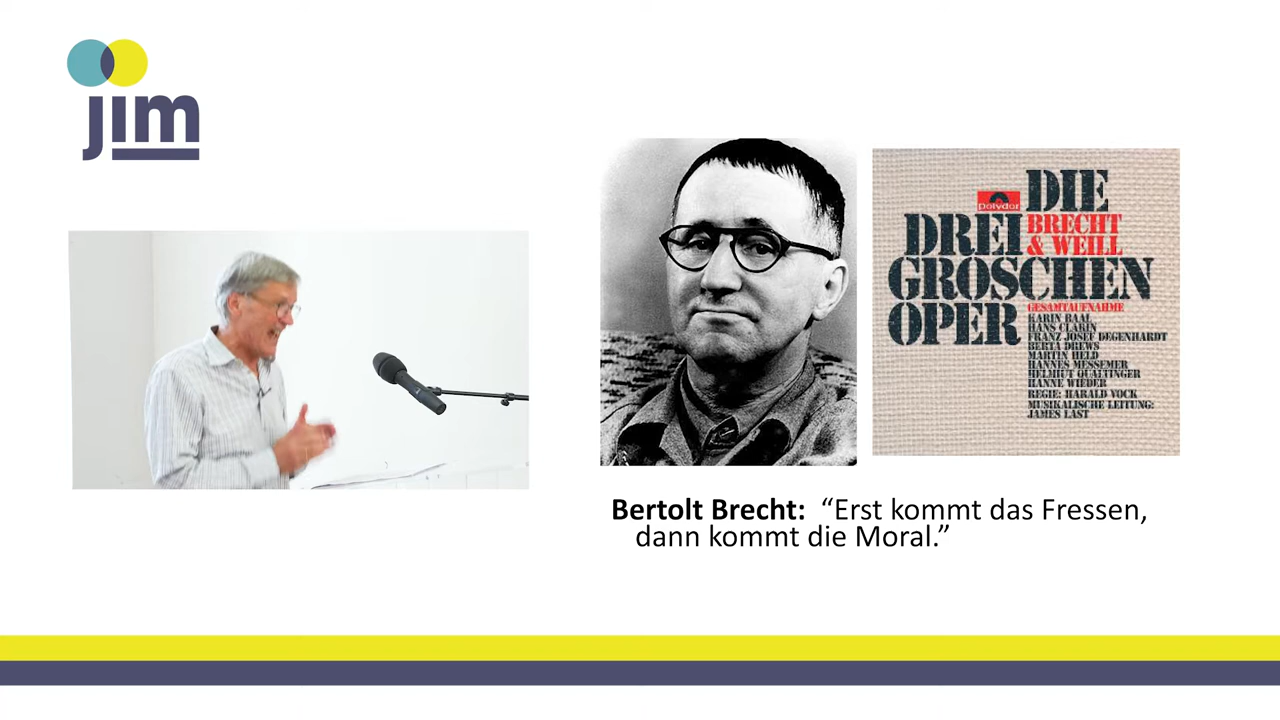 jim
DIE
polydor
DREI BRECHT
& WEILL
GROSCHEN
OPER
GESAMTAUFNAHME
KARIN BAAL
HANS CLARIN
FRANZ JOSEF DEGENHARDT
BERTA DREWS
MARTIN HELD
HANNES MESSEMER
HELMUT QUALTINGER
HANNE WIEDER
REGIE: HARALD VOCK
MUSIKALISCHE LEITUNG:
JAMES LAST
Bertolt Brecht: “Erst kommt das Fressen,
dann kommt die Moral.”